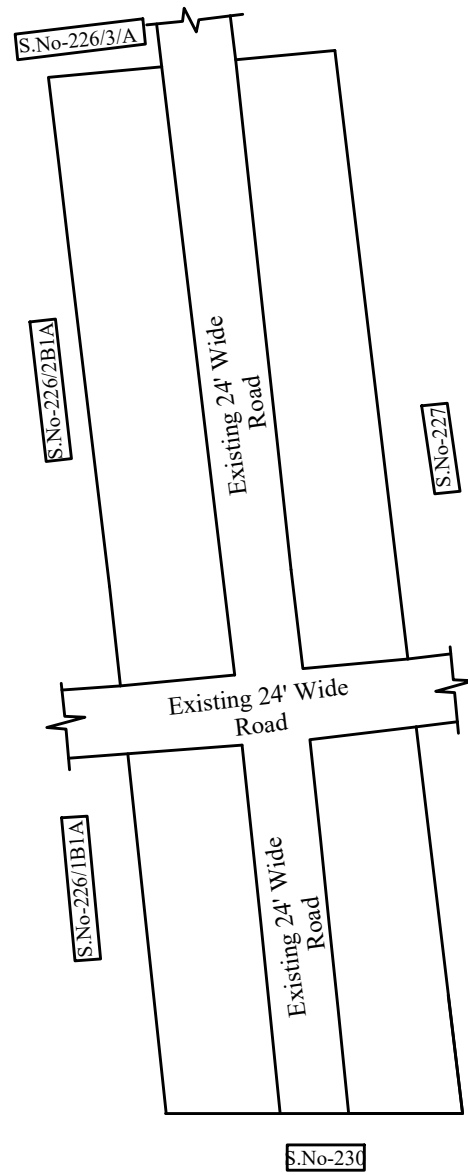 S.No-226/3/A
S.No-226/2B1A
Existing 24' Wide
Road
S.No-227
Existing 24' Wide
Road
S.No-226/1B1A
Existing 24' Wide
Road
S.No-230